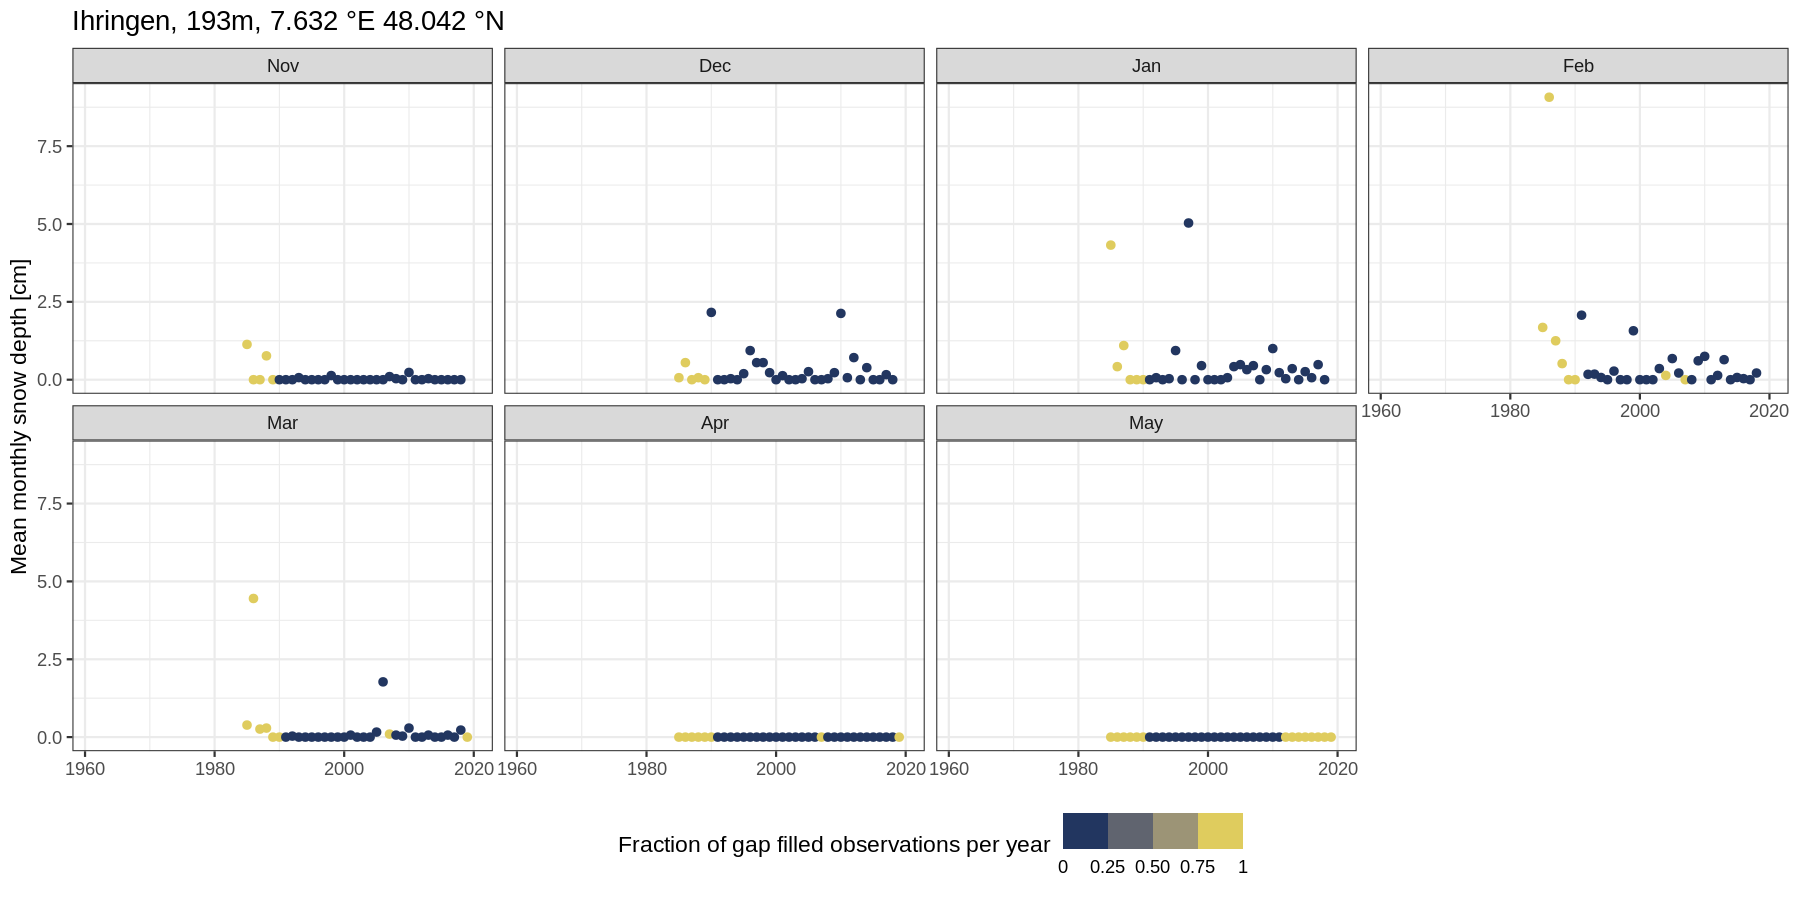 Ihringen, 193m, 7.632 °E 48.042 °N
Nov
Dec
Jan
Feb
Mean monthly snow depth [cm]
7.5
5.0
2.5
0.0
1960 1980 2000 2020
Mar
Apr
May
7.5
5.0
2.5
0.0
1960 1980 2000 2020
1960 1980 2000 2020
1960 1980 2000 2020
Fraction of gap filled observations per year
0 0.25 0.50 0.75 1